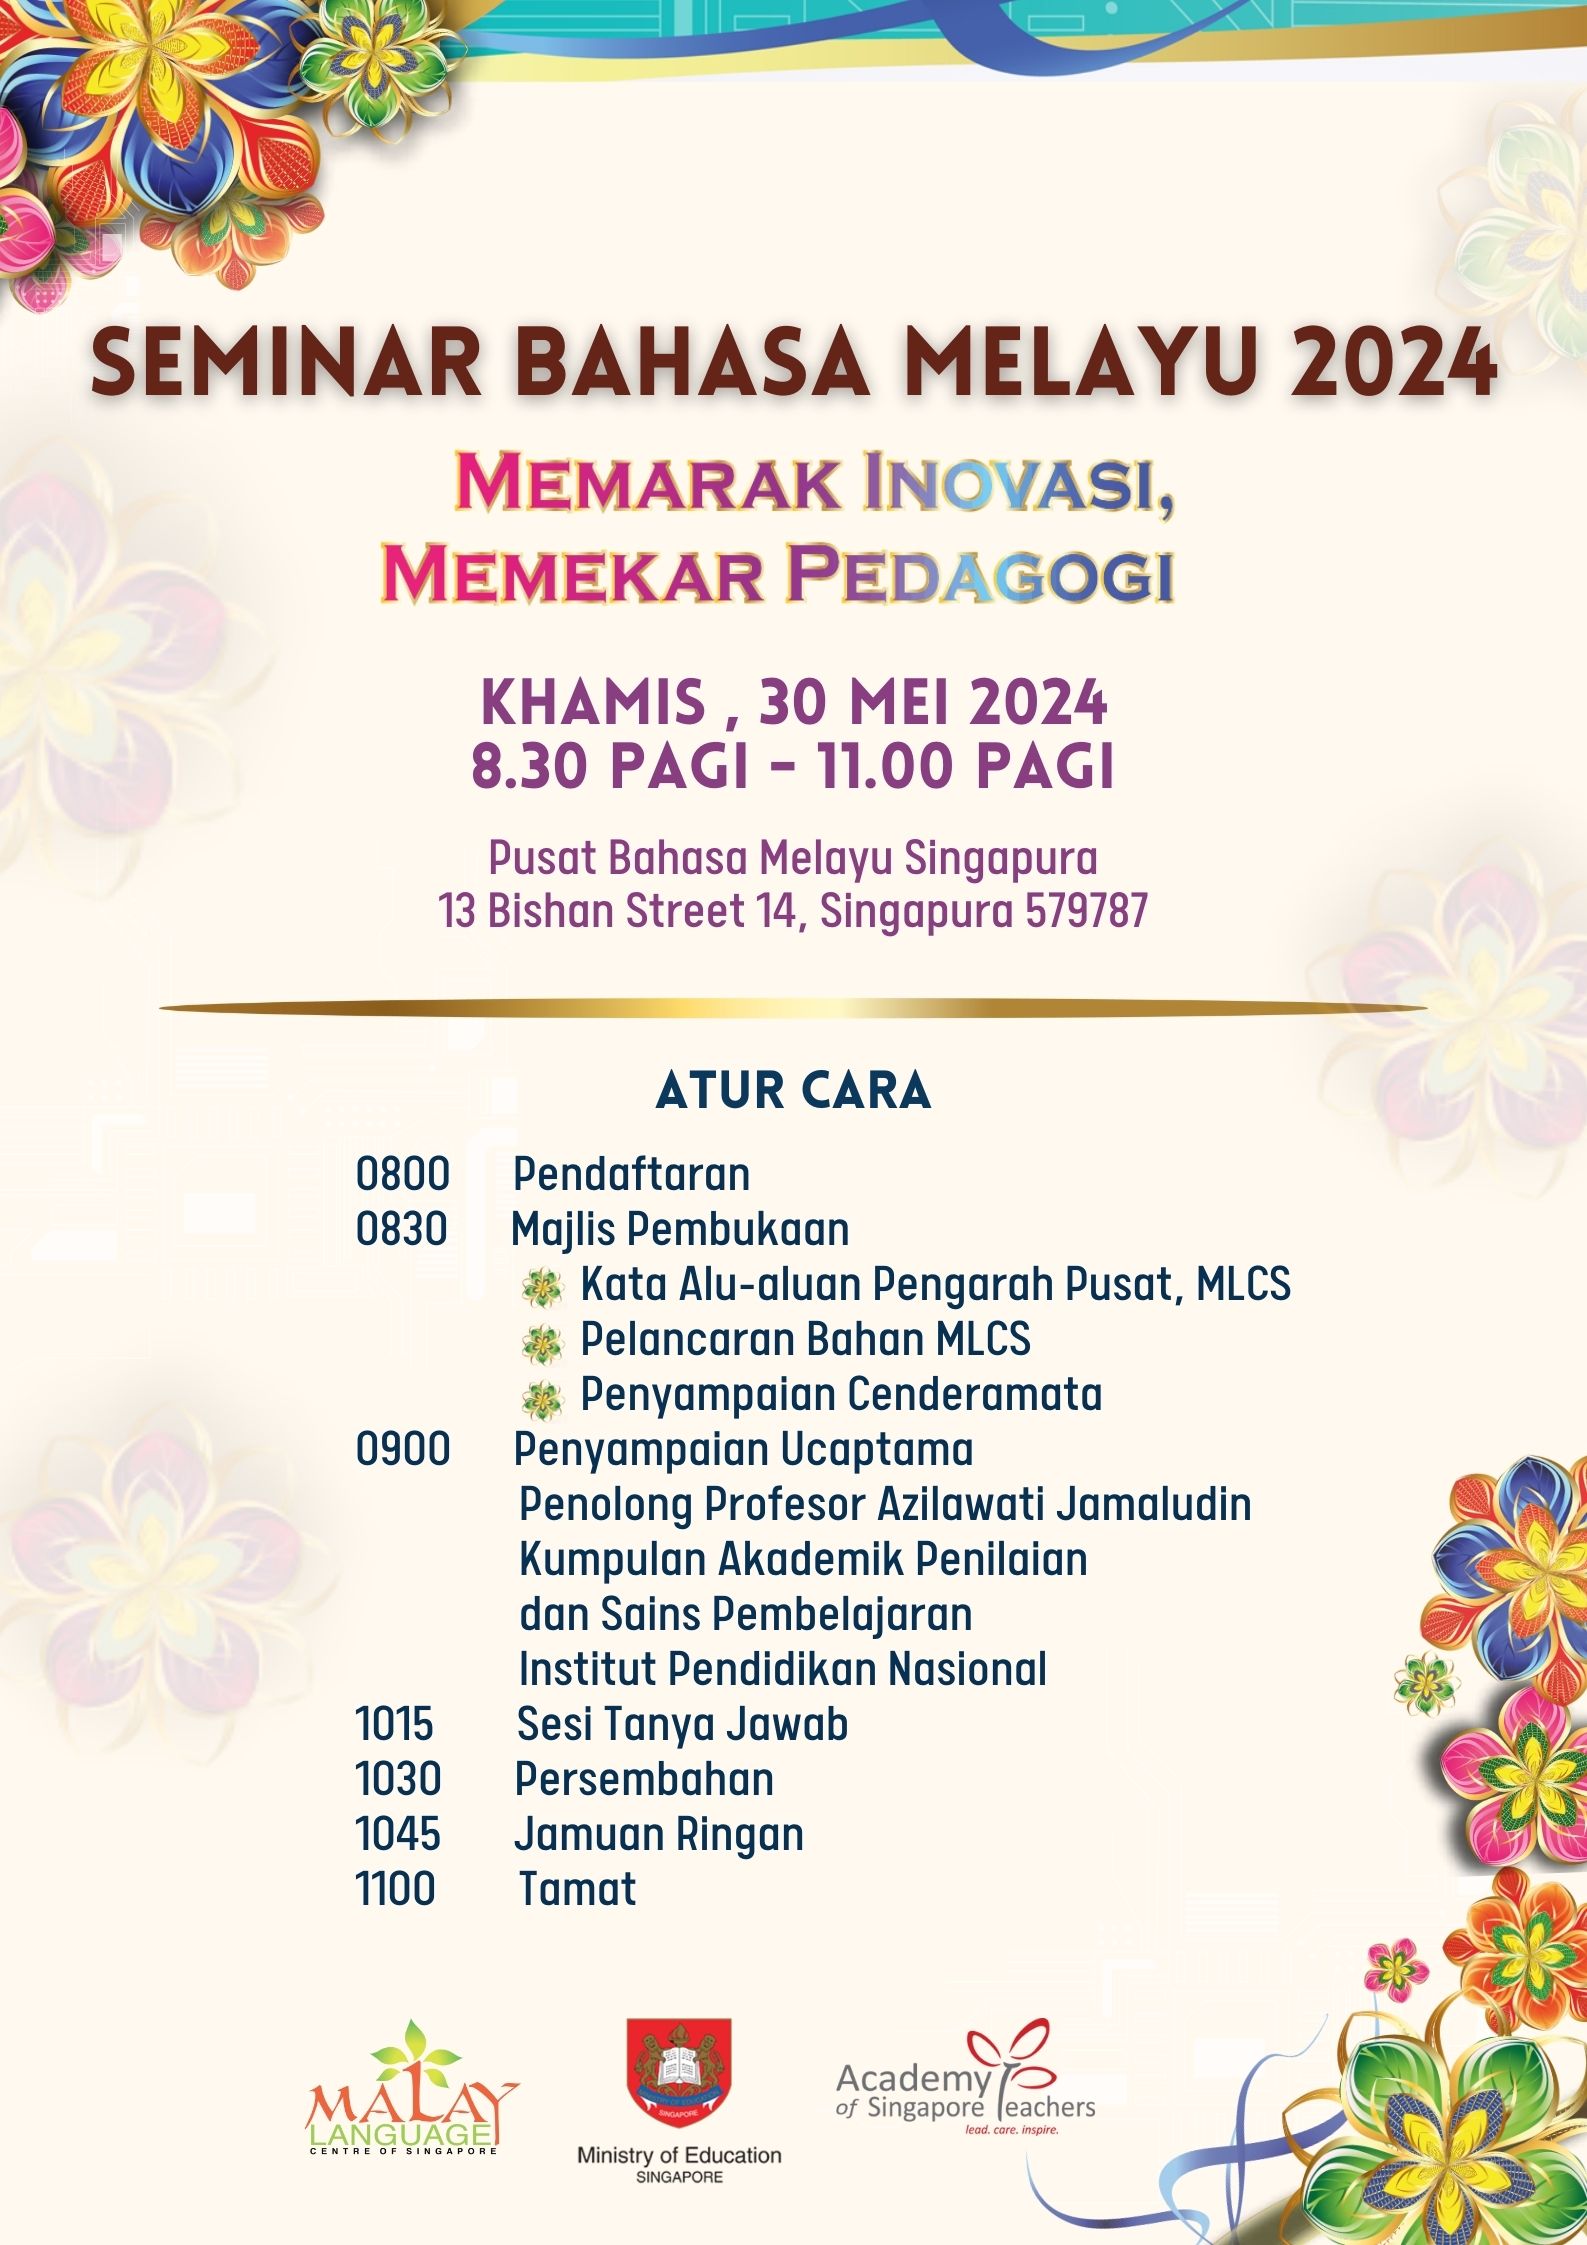 SEMINAR BAHASA MELAYU 2024
MEMARAK INOVASI,
MEMEKAR PEDAGOGI
KHAMIS , 30 MEI 2024
8.30 PAGI - 11.00 PAGI
Pusat Bahasa Melayu Singapura
13 Bishan Street 14, Singapura 579787
ATUR CARA
0800 Pendaftaran
0830 Majlis Pembukaan
Kata Alu-aluan Pengarah Pusat, MLCS
Pelancaran Bahan MLCS
Penyampaian Cenderamata
0900 Penyampaian Ucaptama
Penolong Profesor Azilawati Jamaludin
Kumpulan Akademik Penilaian
dan Sains Pembelajaran
Institut Pendidikan Nasional
1015 Sesi Tanya Jawab
1030 Persembahan
1045 Jamuan Ringan
1100 Tamat
MALAY
LANGUAGE
CENTRE OF SINGAPORE
SINGAPORE
Ministry of Education
SINGAPORE
Academy
of Singapore Teachers
lead. care. inspire.